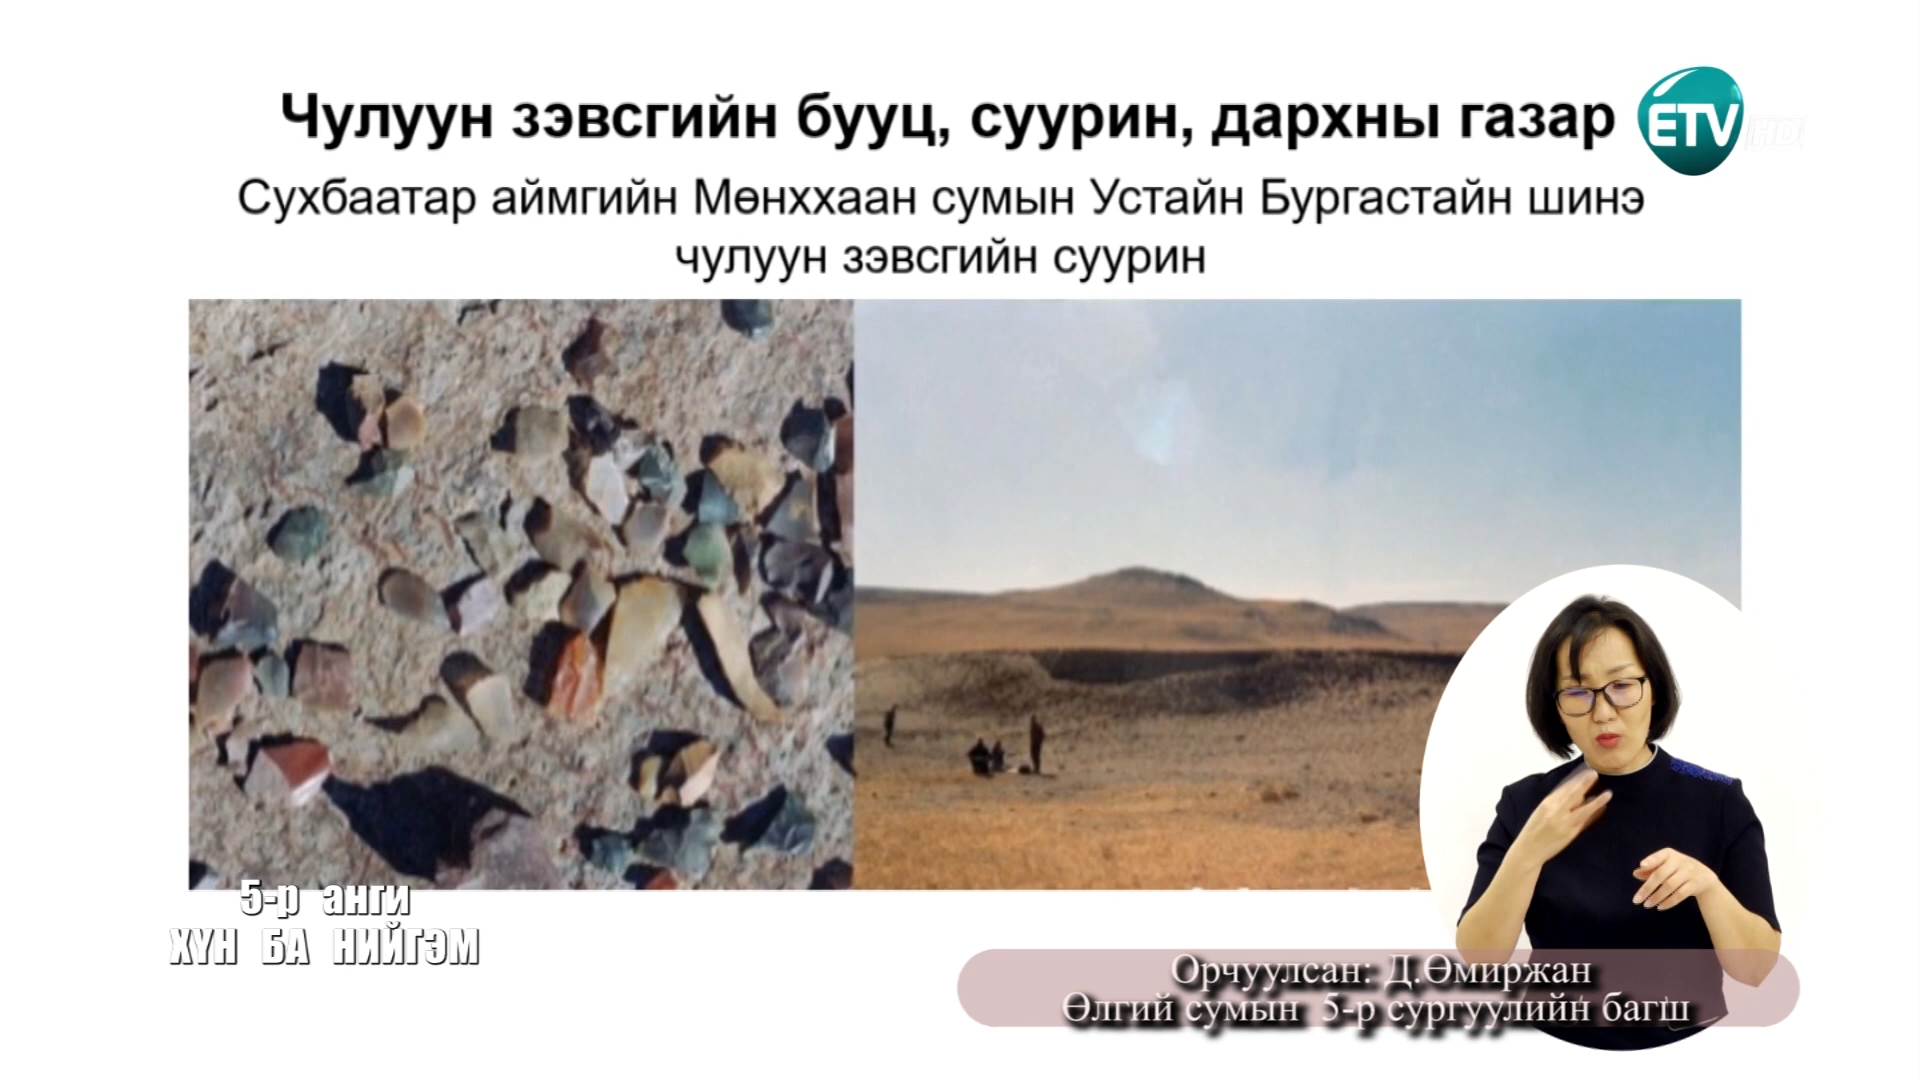 Чулуун зэвсгийн бууц, суурин, дархны газар
ETV HD
Сухбаатар аймгийн Мөнххаан сумын Устайн Бургастайн шинэ
чулуун зэвсгийн суурин
5-р анги
ХҮН БА НИЙГЭМ
Орчуулсан: Д.Өмиржан
Өлгий сумын 5-р сургуулийн багш